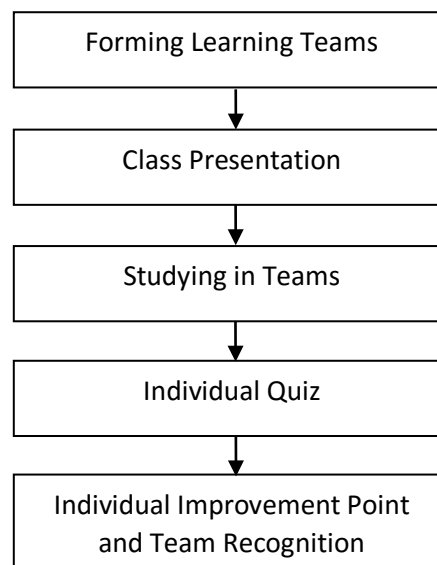 Forming Learning Teams
Class Presentation
Studying in Teams
Individual Quiz
Individual Improvement Point
and Team Recognition